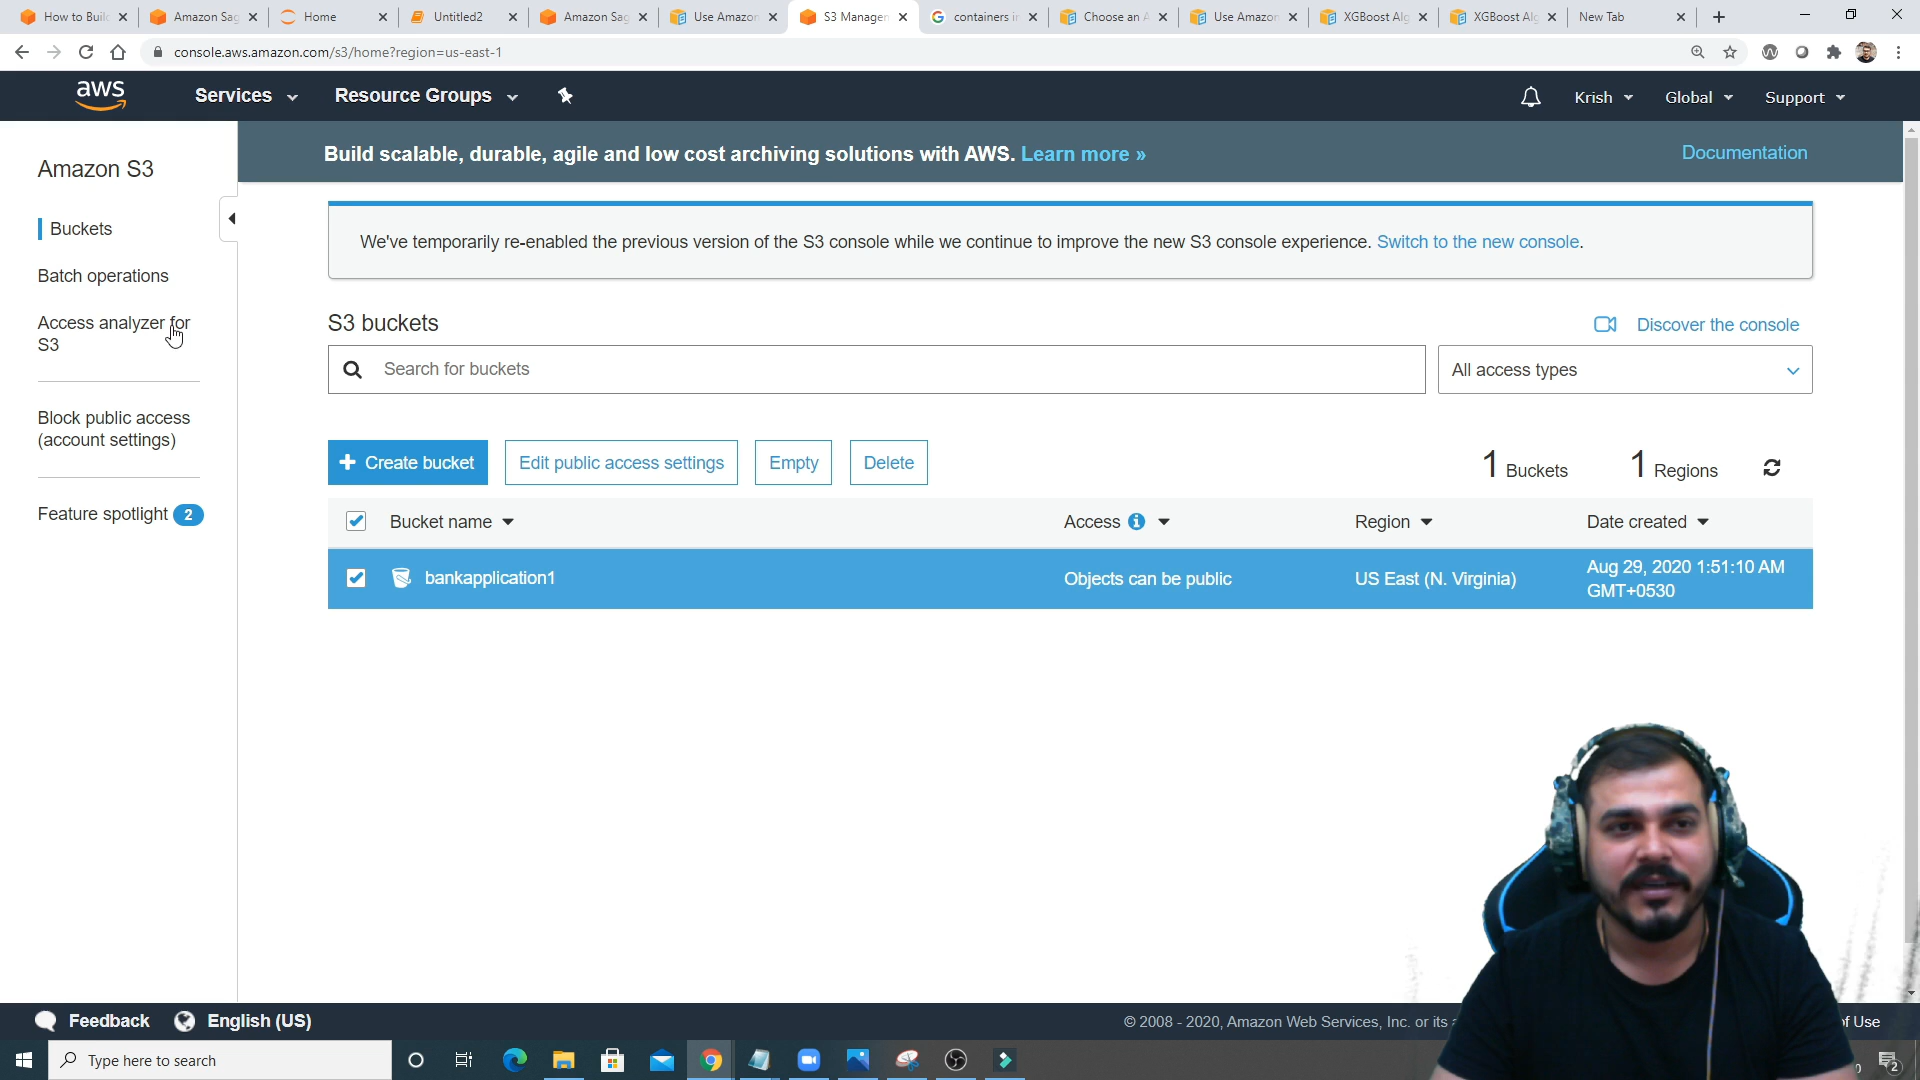 How to Buil
Amazon Sag
Home
Untitled2
Amazon Sag
Use Amazon
S3 Managen
containers in
Choose an A
Use Amazon
XGBoost Alg
XGBoost Alg
New Tab
console.aws.amazon.com/s3/home?region=us-east-1
aws
Services
Resource Groups
Krish
Global
Support
Amazon S3
Buckets
Batch operations
Access analyzer for
S3
Block public access
(account settings)
Feature spotlight 2
Build scalable, durable, agile and low cost archiving solutions with AWS. Learn more »
Documentation
We've temporarily re-enabled the previous version of the S3 console while we continue to improve the new S3 console experience. Switch to the new console.
S3 buckets
Discover the console
Search for buckets
All access types
+ Create bucket
Edit public access settings
Empty
Delete
1 Buckets
1 Regions
Bucket name
Access
Region
Date created
bankapplication1
Objects can be public
US East (N. Virginia)
Aug 29, 2020 1:51:10 AM
GMT+0530
Feedback
English (US)
© 2008 - 2020, Amazon Web Services, Inc. or its
of Use
Type here to search
2